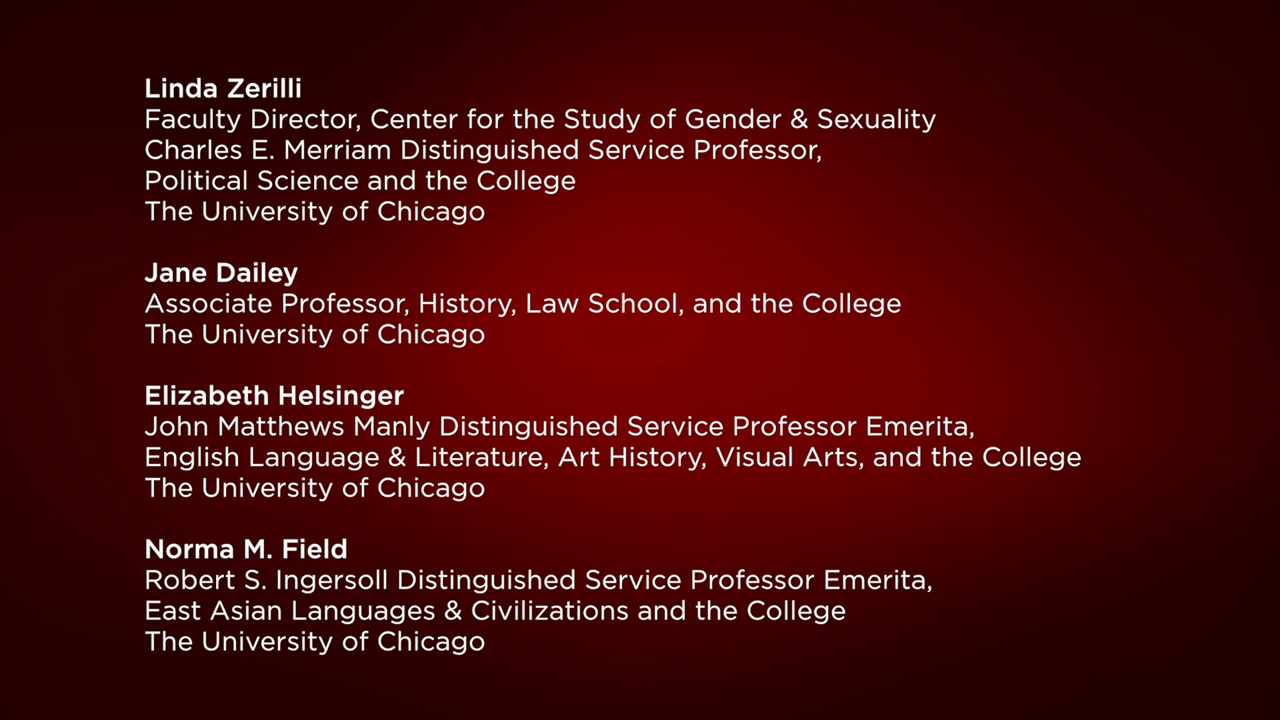 Linda Zerilli
Faculty Director, Center for the Study of Gender & Sexuality
Charles E. Merriam Distinguished Service Professor,
Political Science and the College
The University of Chicago
Jane Dailey
Associate Professor, History, Law School, and the College
The University of Chicago
Elizabeth Helsinger
John Matthews Manly Distinguished Service Professor Emerita,
English Language & Literature, Art History, Visual Arts, and the College
The University of Chicago
Norma M. Field
Robert S. Ingersoll Distinguished Service Professor Emerita,
East Asian Languages & Civilizations and the College
The University of Chicago